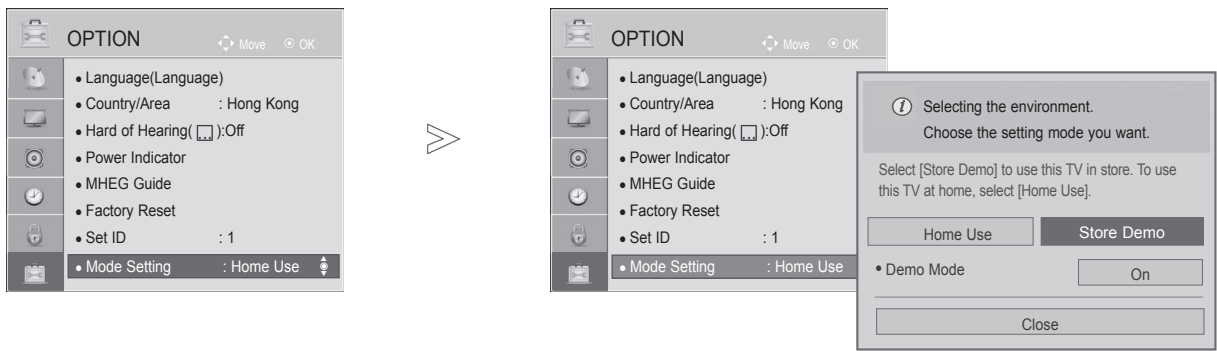 OPTION
Move OK
• Language(Language)
• Country/Area : Hong Kong
• Hard of Hearing( ):Off
• Power Indicator
• MHEG Guide
• Factory Reset
• Set ID : 1
• Mode Setting : Home Use
OPTION
Move OK
• Language(Language)
• Country/Area : Hong Kong
• Hard of Hearing( ):Off
• Power Indicator
• MHEG Guide
• Factory Reset
• Set ID : 1
• Mode Setting : Home Use
i Selecting the environment.
Choose the setting mode you want.
Select [Store Demo] to use this TV in store. To use
this TV at home, select [Home Use].
Home Use Store Demo
• Demo Mode On
Close